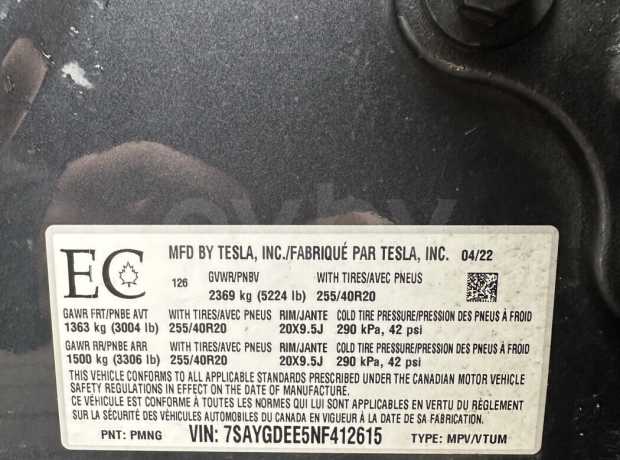 EC
MFD BY TESLA, INC./FABRIQUÉ PAR TESLA, INC. 04/22
126 GVWR/PNBV WITH TIRES/AVEC PNEUS
2369 kg (5224 lb) 255/40R20
GAWR FRT/PNBE AVT WITH TIRES/AVEC PNEUS RIM/JANTE COLD TIRE PRESSURE/PRESSION DES PNEUS À FROID
1363 kg (3004 lb) 255/40R20 20X9.5J 290 kPa, 42 psi
GAWR RR/PNBE ARR WITH TIRES/AVEC PNEUS RIM/JANTE COLD TIRE PRESSURE/PRESSION DES PNEUS À FROID
1500 kg (3306 lb) 255/40R20 20X9.5J 290 kPa, 42 psi
THIS VEHICLE CONFORMS TO ALL APPLICABLE STANDARDS PRESCRIBED UNDER THE CANADIAN MOTOR VEHICLE
SAFETY REGULATIONS IN EFFECT ON THE DATE OF MANUFACTURE.
CE VÉHICULE EST CONFORME À TOUTES LES NORMES QUI LUI SONT APPLICABLES EN VERTU DU RÈGLEMENT
SUR LA SÉCURITÉ DES VÉHICULES AUTOMOBILES DU CANADA EN VIGUEUR À LA DATE DE SA FABRICATION.
PNT: PMNG VIN: 7SAYGDEE5NF412615 TYPE: MPV/VTUM